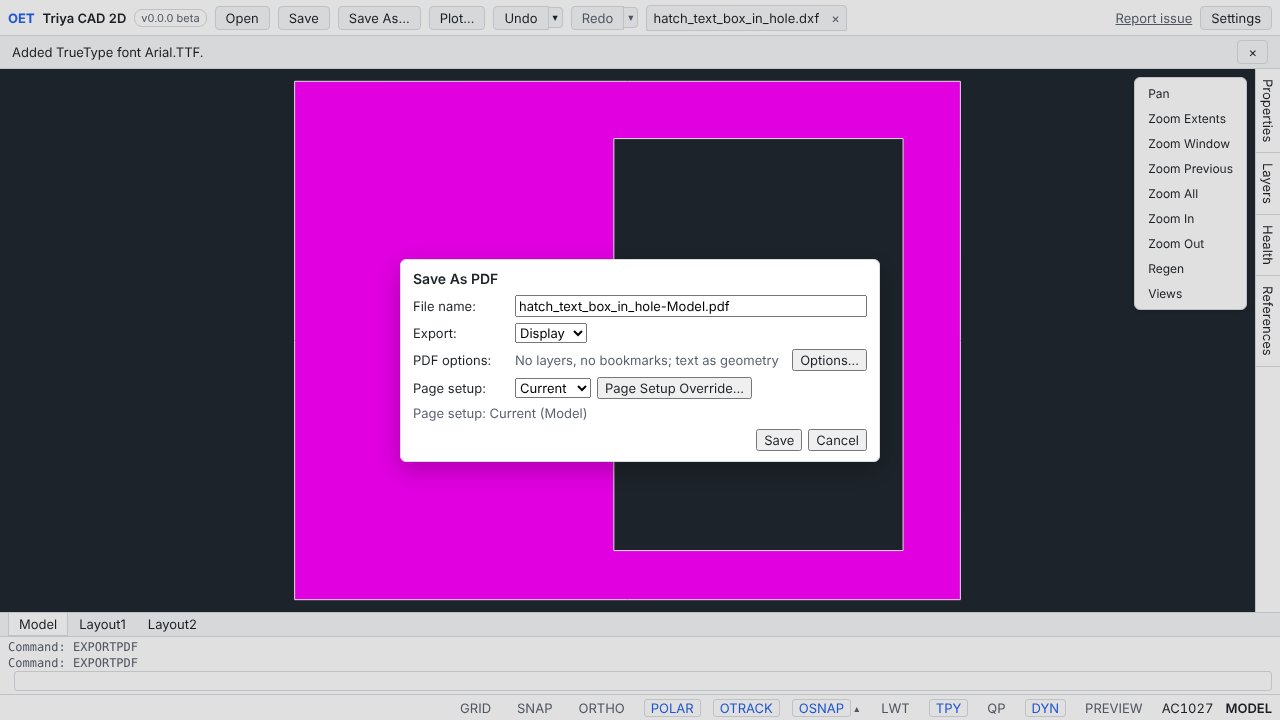 OET Triya CAD 2D v0.0.0 beta Open Save Save As... Plot... Undo ▾ Redo ▾ hatch_text_box_in_hole.dxf × Report issue Settings
Added TrueType font Arial.TTF. ×
Pan
Zoom Extents
Zoom Window
Zoom Previous
Zoom All
Zoom In
Zoom Out
Regen
Views
Properties
Layers
Health
References
Save As PDF
File name: hatch_text_box_in_hole-Model.pdf
Export: Display
PDF options: No layers, no bookmarks; text as geometry Options...
Page setup: Current Page Setup Override...
Page setup: Current (Model)
Save Cancel
Model Layout1 Layout2
Command: EXPORTPDF
Command: EXPORTPDF
GRID SNAP ORTHO POLAR OTRACK OSNAP ▴ LWT TPY QP DYN PREVIEW AC1027 MODEL